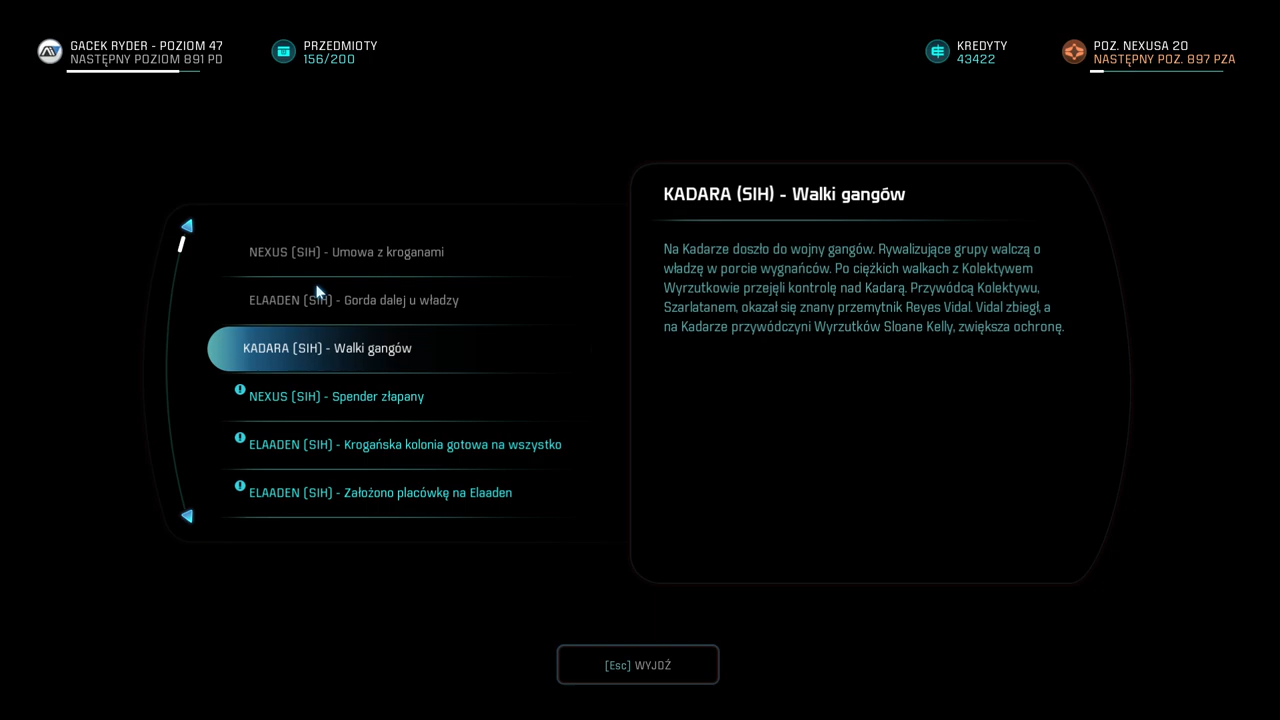 GACEK RYDER - POZIOM 47
NASTĘPNY POZIOM 891 PD
PRZEDMIOTY
156/200
KREDYTY
43422
POZ. NEXUSA 20
NASTĘPNY POZ. 897 PZA
NEXUS (SIH) - Umowa z kroganami
ELAADEN (SIH) - Gorda dalej u władzy
KADARA (SIH) - Walki gangów
NEXUS (SIH) - Spender złapany
ELAADEN (SIH) - Krogańska kolonia gotowa na wszystko
ELAADEN (SIH) - Założono placówkę na Elaaden
KADARA (SIH) - Walki gangów
Na Kadarze doszło do wojny gangów. Rywalizujące grupy walczą o
władzę w porcie wygnańców. Po ciężkich walkach z Kolektywem
Wyrzutkowie przejęli kontrolę nad Kadarą. Przywódcą Kolektywu,
Szarlatanem, okazał się znany przemytnik Reyes Vidal. Vidal zbiegł, a
na Kadarze przywódczyni Wyrzutków Sloane Kelly, zwiększa ochronę.
[Esc] WYJDŹ